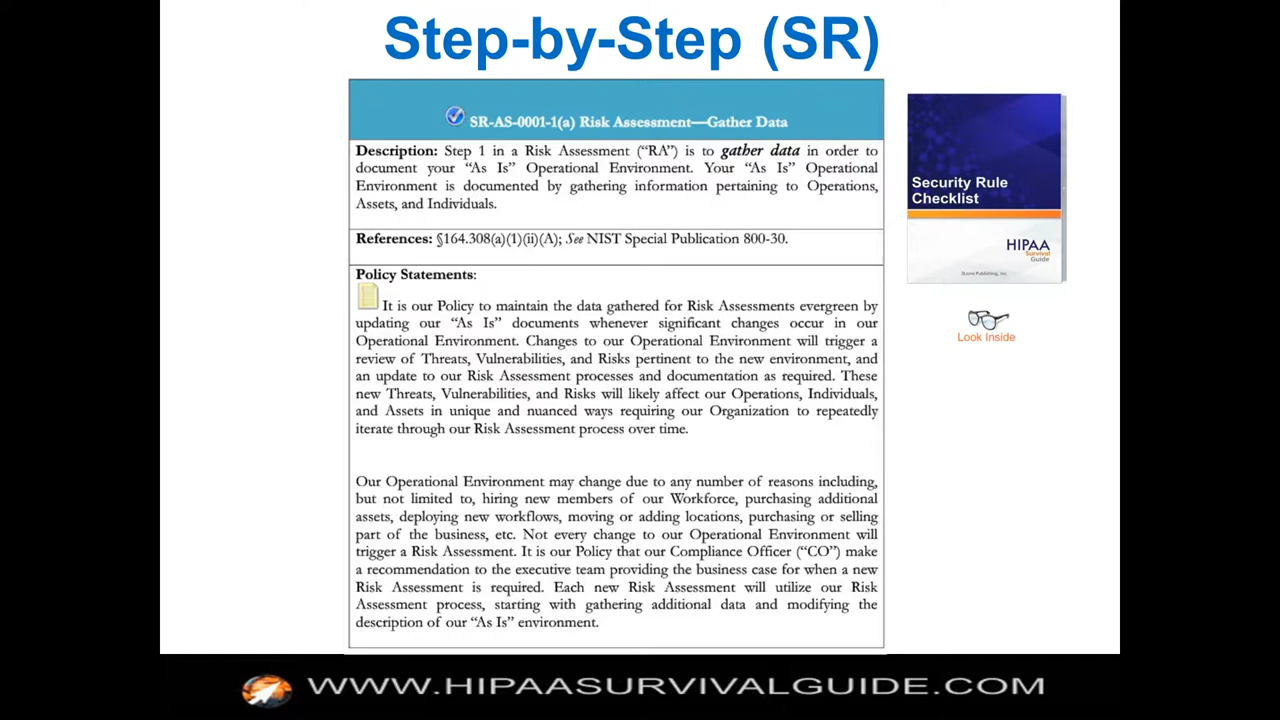 Step-by-Step (SR)
SR-AS-0001-1(a) Risk Assessment—Gather Data
Description: Step 1 in a Risk Assessment (“RA”) is to gather data in order to
document your “As Is” Operational Environment. Your “As Is” Operational
Environment is documented by gathering information pertaining to Operations,
Assets, and Individuals.
References: §164.308(a)(1)(ii)(A); See NIST Special Publication 800-30.
Policy Statements:
It is our Policy to maintain the data gathered for Risk Assessments evergreen by
updating our “As Is” documents whenever significant changes occur in our
Operational Environment. Changes to our Operational Environment will trigger a
review of Threats, Vulnerabilities, and Risks pertinent to the new environment, and
an update to our Risk Assessment processes and documentation as required. These
new Threats, Vulnerabilities, and Risks will likely affect our Operations, Individuals,
and Assets in unique and nuanced ways requiring our Organization to repeatedly
iterate through our Risk Assessment process over time.
Our Operational Environment may change due to any number of reasons including,
but not limited to, hiring new members of our Workforce, purchasing additional
assets, deploying new workflows, moving or adding locations, purchasing or selling
part of the business, etc. Not every change to our Operational Environment will
trigger a Risk Assessment. It is our Policy that our Compliance Officer (“CO”) make
a recommendation to the executive team providing the business case for when a new
Risk Assessment is required. Each new Risk Assessment will utilize our Risk
Assessment process, starting with gathering additional data and modifying the
description of our “As Is” environment.
Security Rule
Checklist
HIPAA
Survival
Guide
3Lions Publishing, Inc.
Look Inside
WWW.HIPAASURVIVALGUIDE.COM